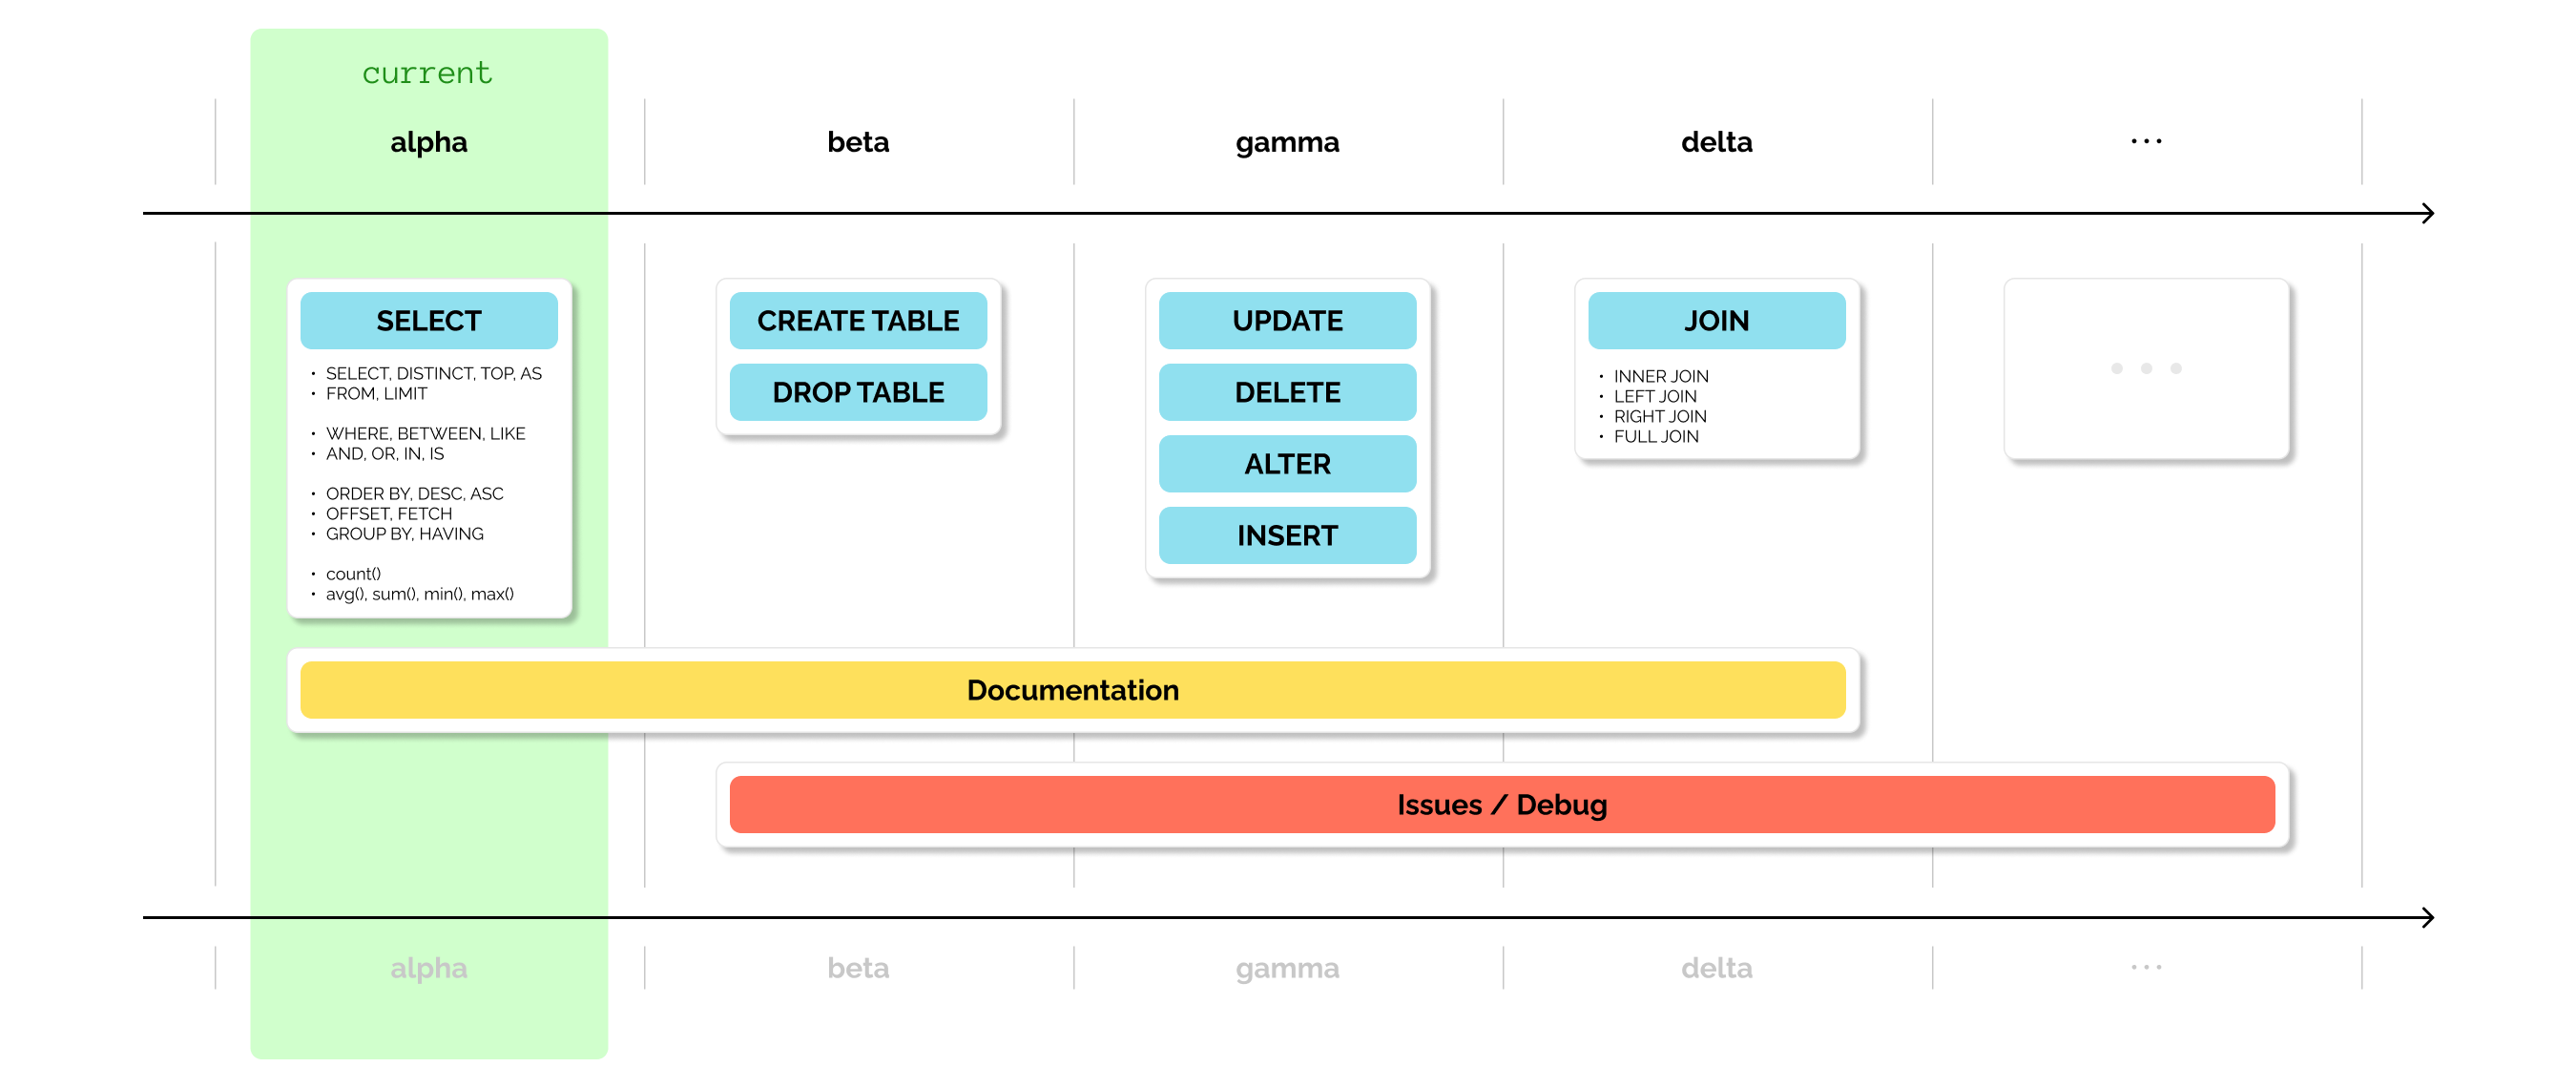 current
alpha
beta
gamma
delta
...
SELECT
• SELECT, DISTINCT, TOP, AS
• FROM, LIMIT
• WHERE, BETWEEN, LIKE
• AND, OR, IN, IS
• ORDER BY, DESC, ASC
• OFFSET, FETCH
• GROUP BY, HAVING
• count()
• avg(), sum(), min(), max()
CREATE TABLE
DROP TABLE
UPDATE
DELETE
ALTER
INSERT
JOIN
• INNER JOIN
• LEFT JOIN
• RIGHT JOIN
• FULL JOIN
...
Documentation
Issues / Debug
alpha
beta
gamma
delta
...